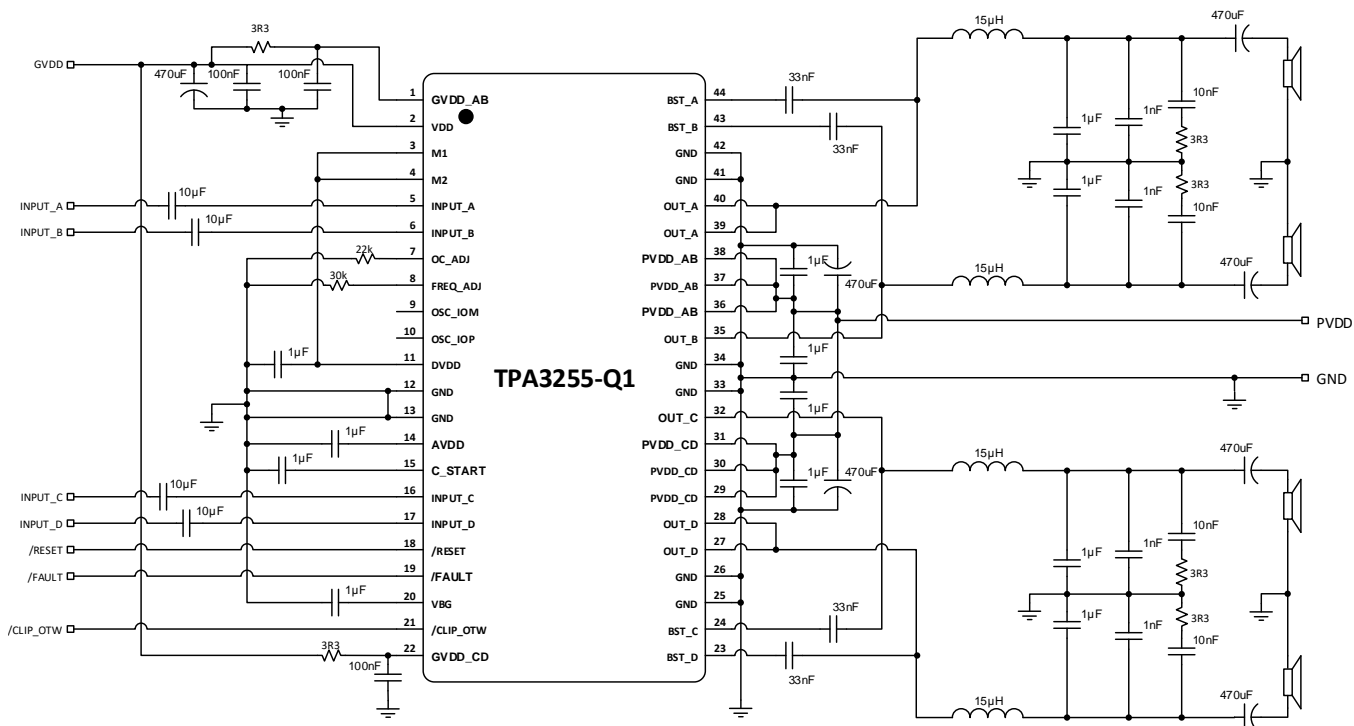 3R3
GVDD
470uF
100nF
100nF
1
GVDD_AB
2
VDD
3
M1
4
M2
INPUT_A
10µF
5
INPUT_A
INPUT_B
10µF
6
INPUT_B
22k
7
OC_ADJ
30k
8
FREQ_ADJ
9
OSC_IOM
10
OSC_IOP
1µF
11
DVDD
12
GND
13
GND
1µF
14
AVDD
1µF
15
C_START
INPUT_C
10µF
16
INPUT_C
INPUT_D
10µF
17
INPUT_D
/RESET
18
/RESET
/FAULT
19
/FAULT
1µF
20
VBG
/CLIP_OTW
21
/CLIP_OTW
3R3
100nF
22
GVDD_CD
TPA3255-Q1
BST_A
44
33nF
BST_B
43
33nF
GND
42
GND
41
OUT_A
40
OUT_A
39
PVDD_AB
38
PVDD_AB
37
PVDD_AB
36
OUT_B
35
GND
34
GND
33
OUT_C
32
PVDD_CD
31
PVDD_CD
30
PVDD_CD
29
OUT_D
28
OUT_D
27
GND
26
GND
25
BST_C
24
33nF
BST_D
23
33nF
1µF
470uF
1µF
1µF
1µF
470uF
15µH
470uF
1µF
1nF
10nF
3R3
1µF
1nF
3R3
10nF
15µH
470uF
PVDD
GND
15µH
470uF
1µF
1nF
10nF
3R3
1µF
1nF
3R3
10nF
15µH
470uF